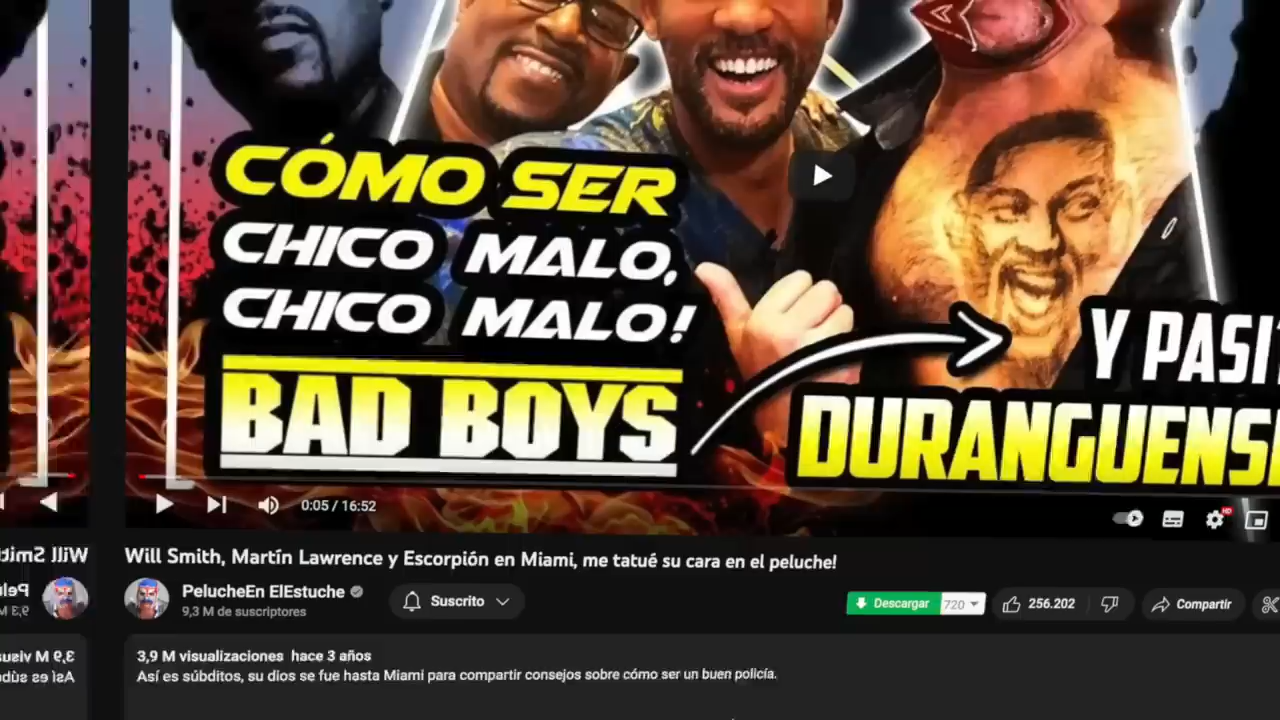 CÓMO SER
CHICO MALO,
CHICO MALO!
BAD BOYS
Y PASI
DURANGUENS
0:05 / 16:52
HD
Will Smith, Martín Lawrence y Escorpión en Miami, me tatué su cara en el peluche!
PelucheEn ElEstuche
9,3 M de suscriptores
Suscrito
Descargar
720
256.202
Compartir
3,9 M visualizaciones hace 3 años
Así es súbditos, su dios se fue hasta Miami para compartir consejos sobre cómo ser un buen policía.